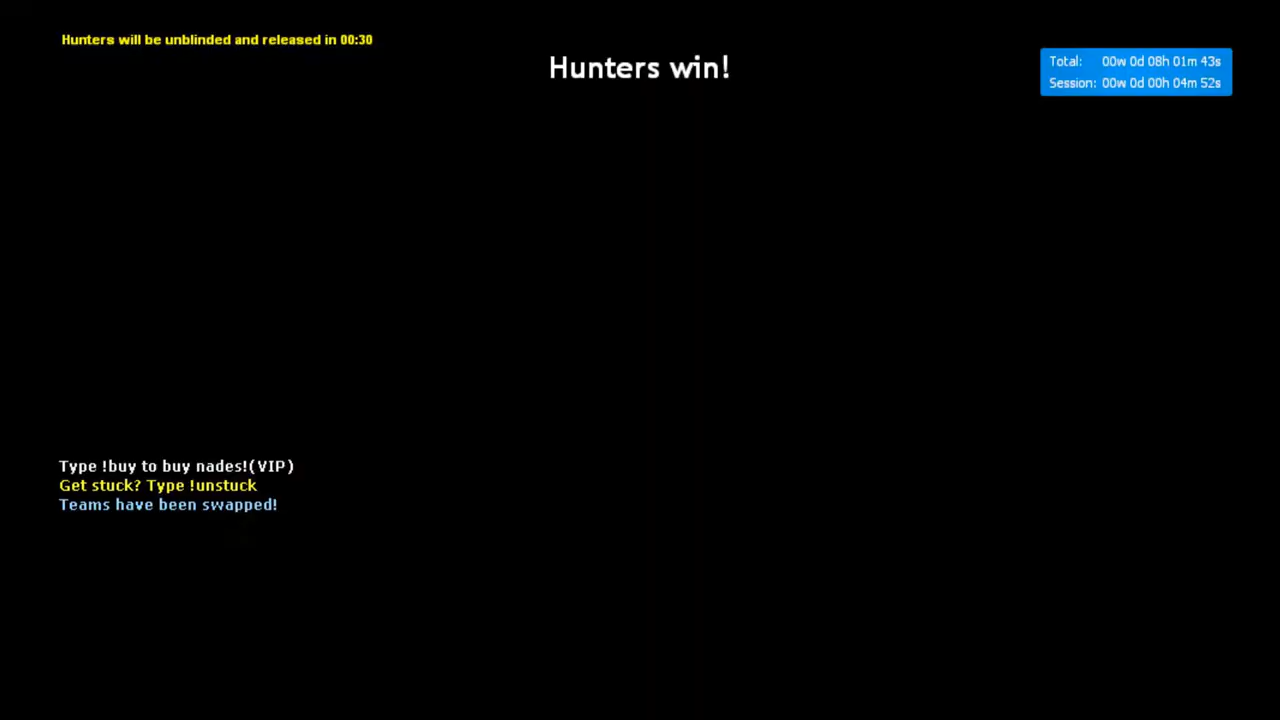 Hunters will be unblinded and released in 00:30
Hunters win!
Total: 00w 0d 08h 01m 43s
Session: 00w 0d 00h 04m 52s
Type !buy to buy nades!(VIP)
Get stuck? Type !unstuck
Teams have been swapped!